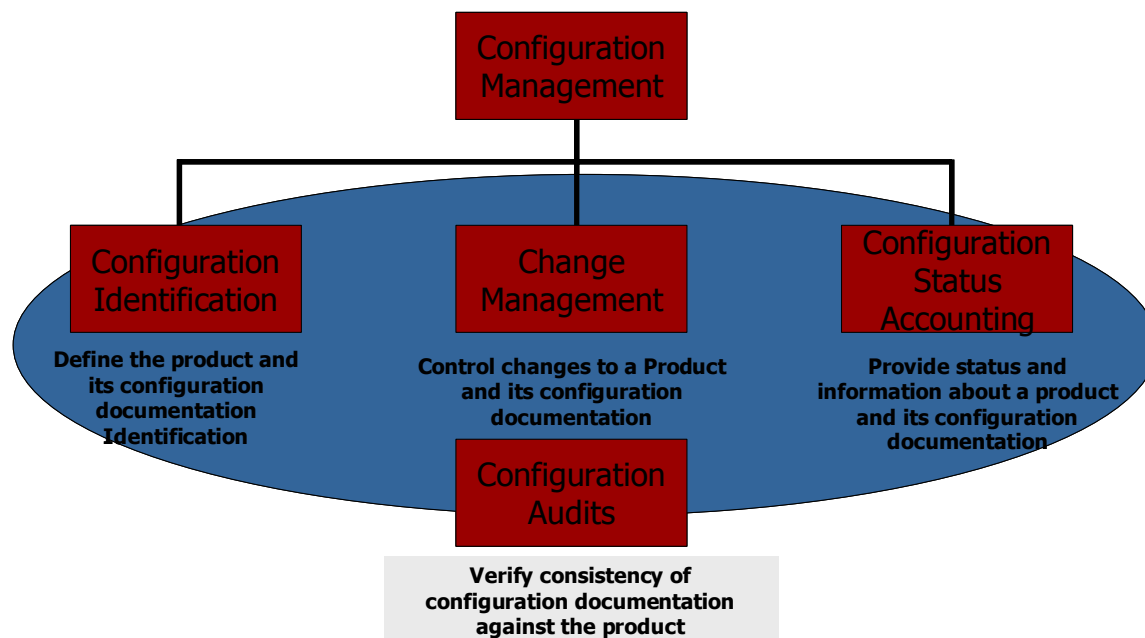 Configuration
Management
Configuration
Identification
Define the product and
its configuration
documentation
Identification
Change
Management
Control changes to a Product
and its configuration
documentation
Configuration
Status
Accounting
Provide status and
information about a product
and its configuration
documentation
Configuration
Audits
Verify consistency of
configuration documentation
against the product